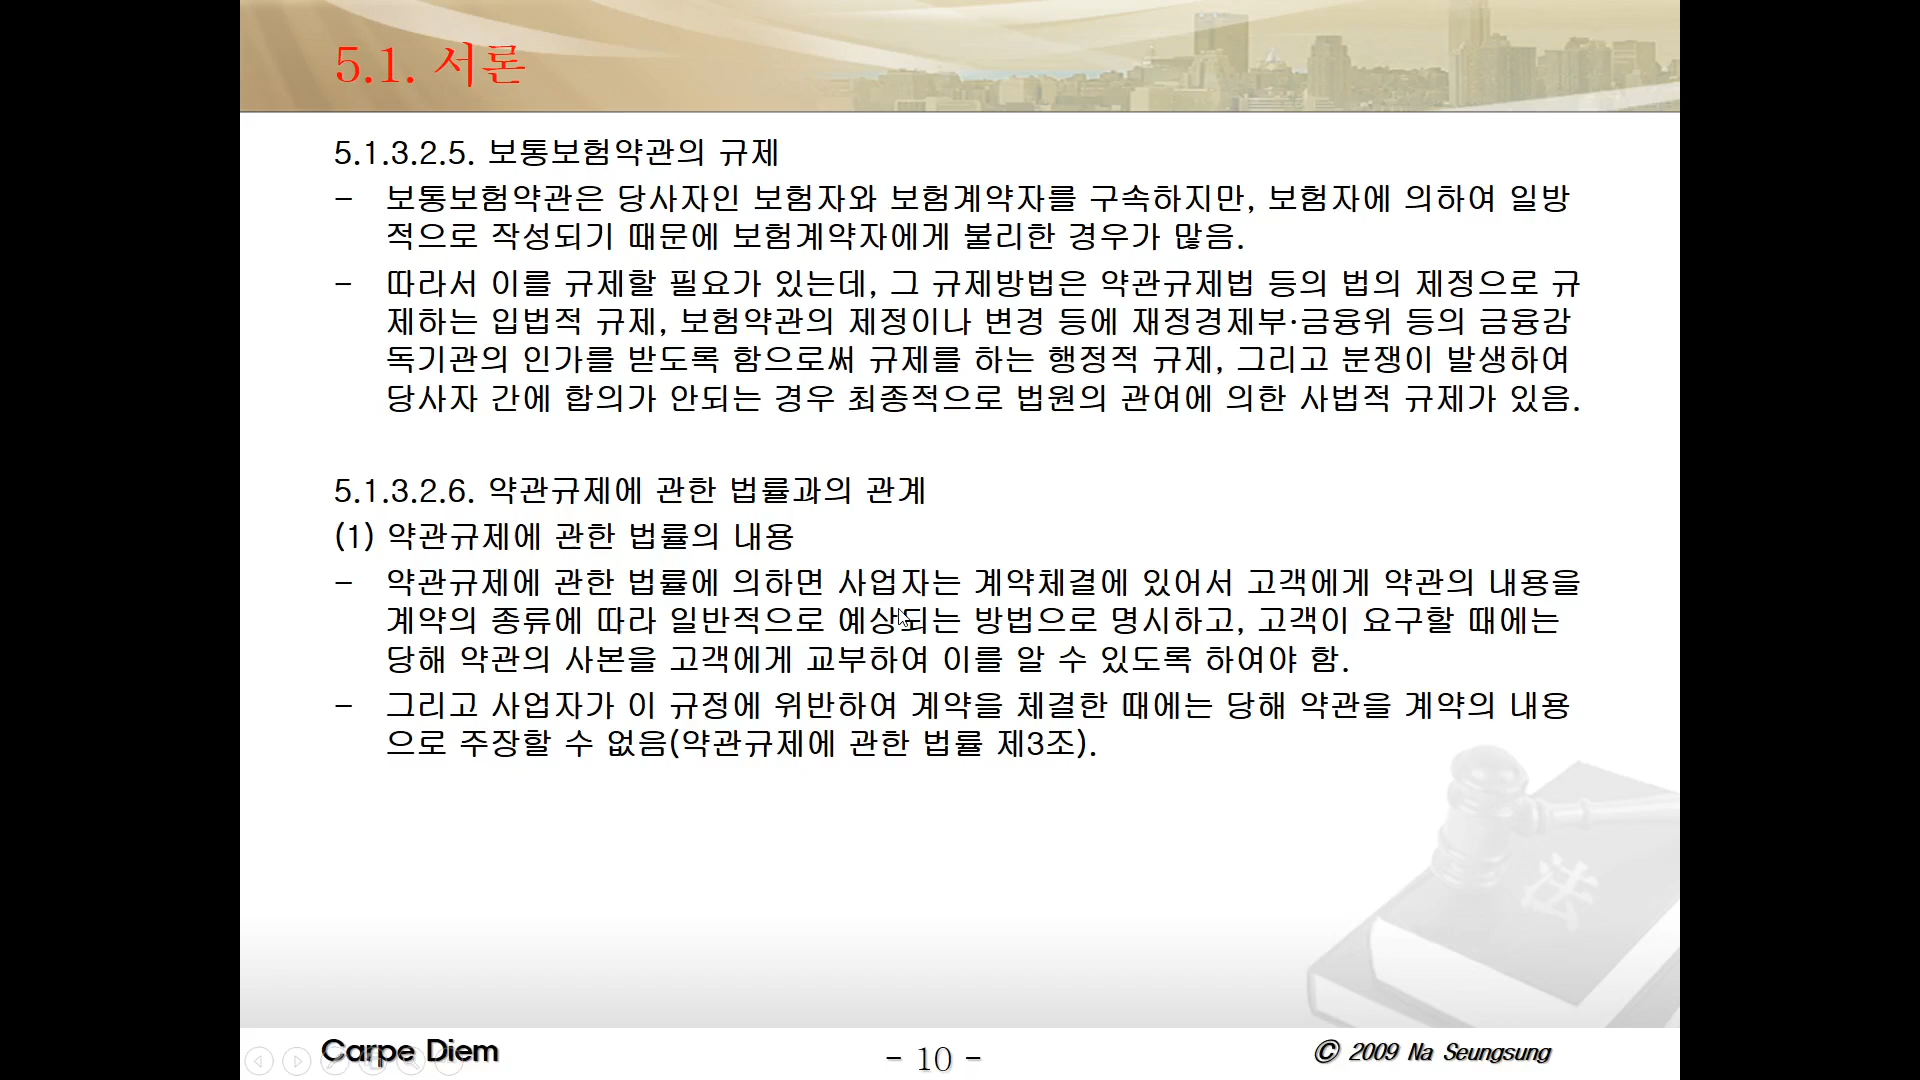 5.1. 서론
5.1.3.2.5. 보통보험약관의 규제
- 보통보험약관은 당사자인 보험자와 보험계약자를 구속하지만, 보험자에 의하여 일방
적으로 작성되기 때문에 보험계약자에게 불리한 경우가 많음.
- 따라서 이를 규제할 필요가 있는데, 그 규제방법은 약관규제법 등의 법의 제정으로 규
제하는 입법적 규제, 보험약관의 제정이나 변경 등에 재정경제부·금융위 등의 금융감
독기관의 인가를 받도록 함으로써 규제를 하는 행정적 규제, 그리고 분쟁이 발생하여
당사자 간에 합의가 안되는 경우 최종적으로 법원의 관여에 의한 사법적 규제가 있음.
5.1.3.2.6. 약관규제에 관한 법률과의 관계
(1) 약관규제에 관한 법률의 내용
- 약관규제에 관한 법률에 의하면 사업자는 계약체결에 있어서 고객에게 약관의 내용을
계약의 종류에 따라 일반적으로 예상되는 방법으로 명시하고, 고객이 요구할 때에는
당해 약관의 사본을 고객에게 교부하여 이를 알 수 있도록 하여야 함.
- 그리고 사업자가 이 규정에 위반하여 계약을 체결한 때에는 당해 약관을 계약의 내용
으로 주장할 수 없음(약관규제에 관한 법률 제3조).
法
Carpe Diem
- 10 -
© 2009 Na Seungsung